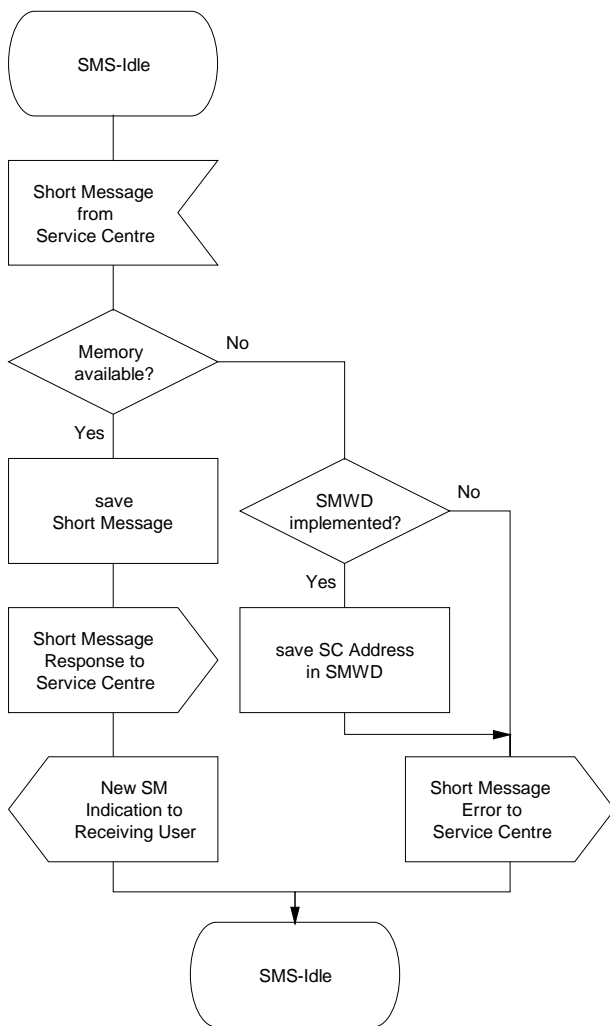 SMS-Idle
Short Message
from
Service Centre
Memory
available?
No
Yes
save
Short Message
SMWD
implemented?
No
Yes
Short Message
Response to
Service Centre
save SC Address
in SMWD
New SM
Indication to
Receiving User
Short Message
Error to
Service Centre
SMS-Idle